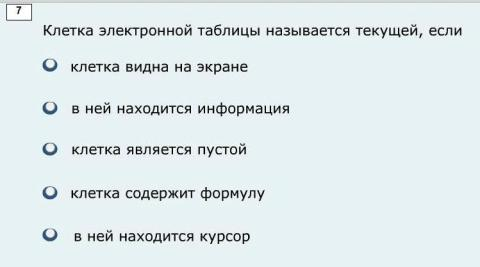 7
Клетка электронной таблицы называется текущей, если
клетка видна на экране
в ней находится информация
клетка является пустой
клетка содержит формулу
в ней находится курсор